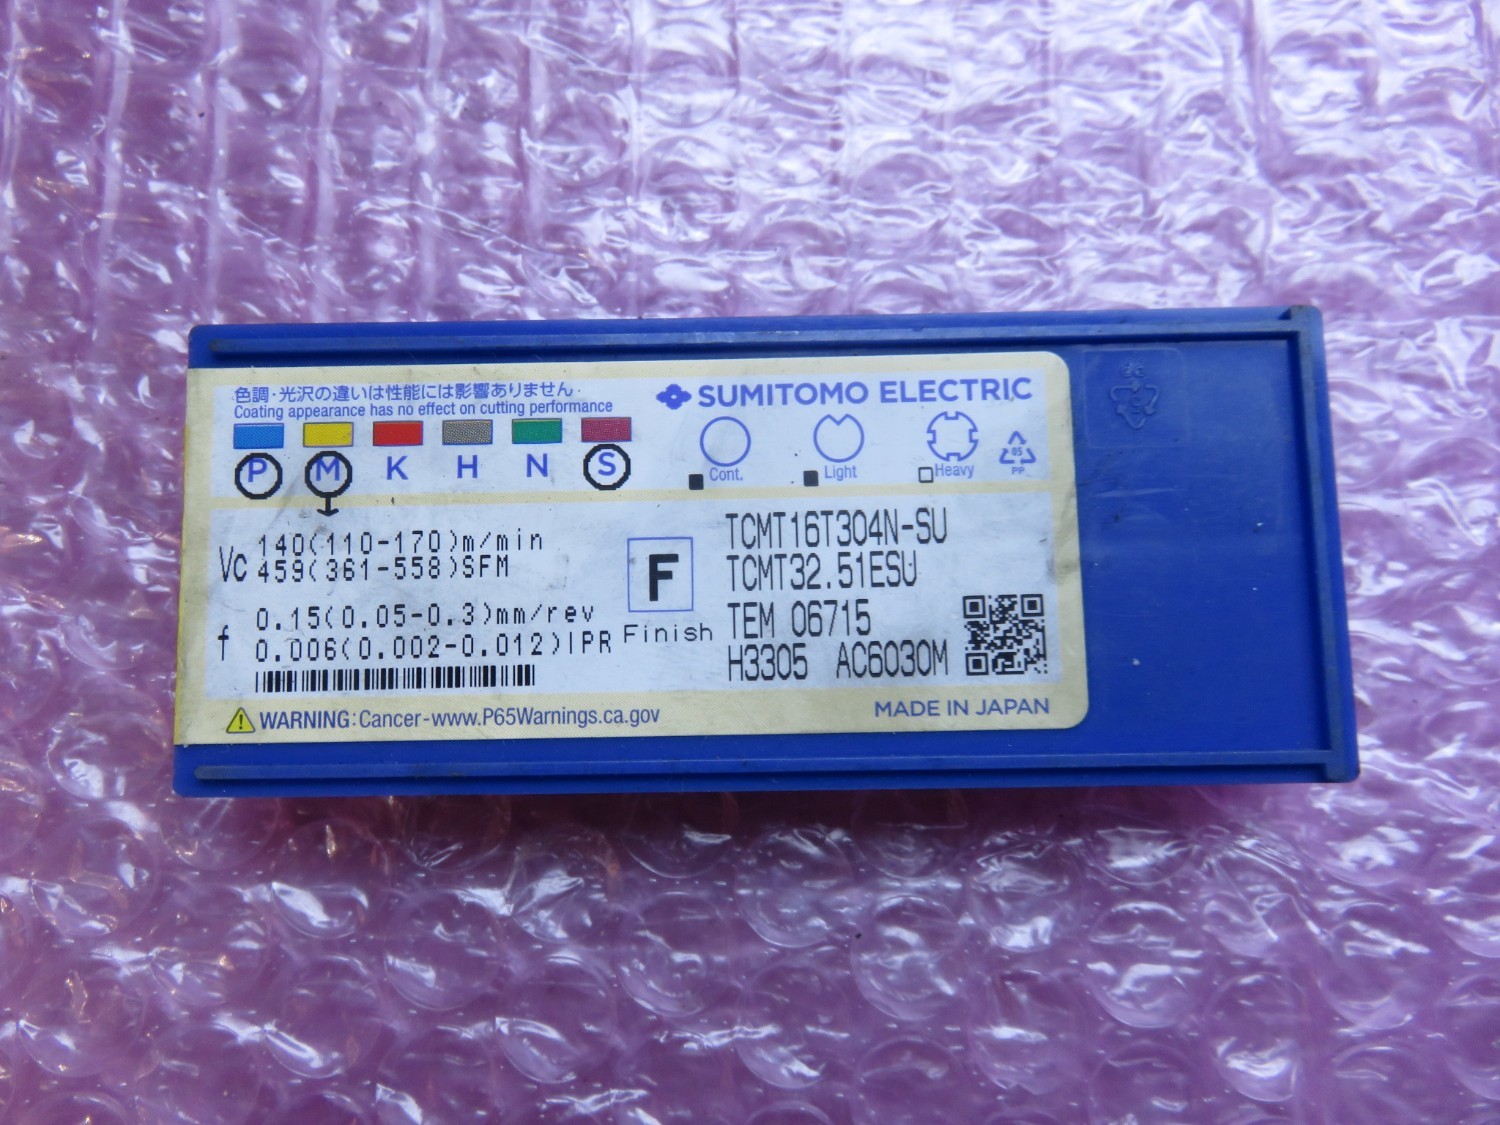 色調・光沢の違いは性能には影響ありません.
Coating appearance has no effect on cutting performance
P M K H N S
SUMITOMO ELECTRIC
Cont. Light Heavy
05
PP
Vc 140(110-170)m/min
459(361-558)SFM
f 0.15(0.05-0.3)mm/rev
0.006(0.002-0.012)IPR
F
Finish
TCMT16T304N-SU
TCMT32.51ESU
TEM 06715
H3305 AC6030M
WARNING:Cancer-www.P65Warnings.ca.gov
MADE IN JAPAN